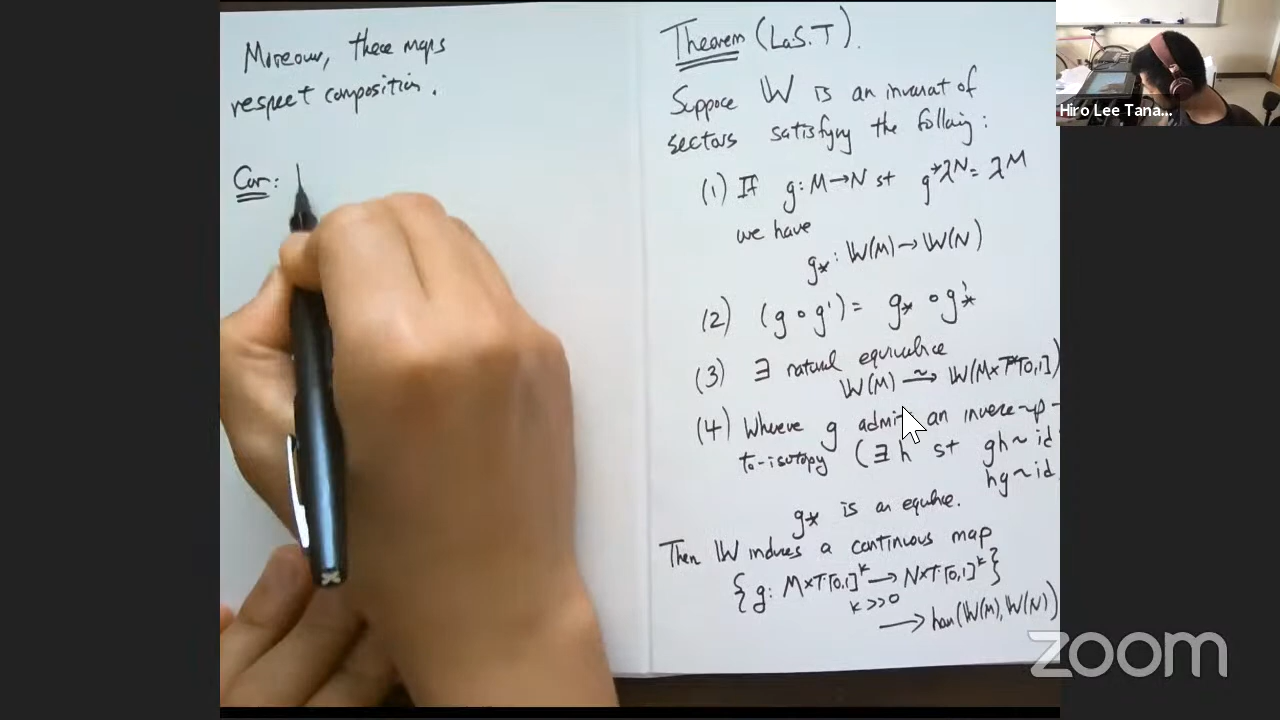 Moreover, these maps
respect composition.
Cor:
Theorem (LaS.T).
Suppose W is an invariant of
sectors satisfying the following:
(1) If g: M→N st g*λᴺ = λᴹ
we have
g⁎: W(M) → W(N)
(2) (g∘g') = g⁎ ∘ g'⁎
(3) ∃ natural equivalence
W(M) ⥲ W(M×T*[0,1])
(4) Whenever g admits an inverse-up-
to-isotopy (∃ h st gh ~ id
hg ~ id
g⁎ is an equivalence.
Then W induces a continuous map
{g: M×T*[0,1]ᵏ → N×T*[0,1]ᵏ}
k>>0
→ hom(W(M), W(N))
Hiro Lee Tana...
zoom